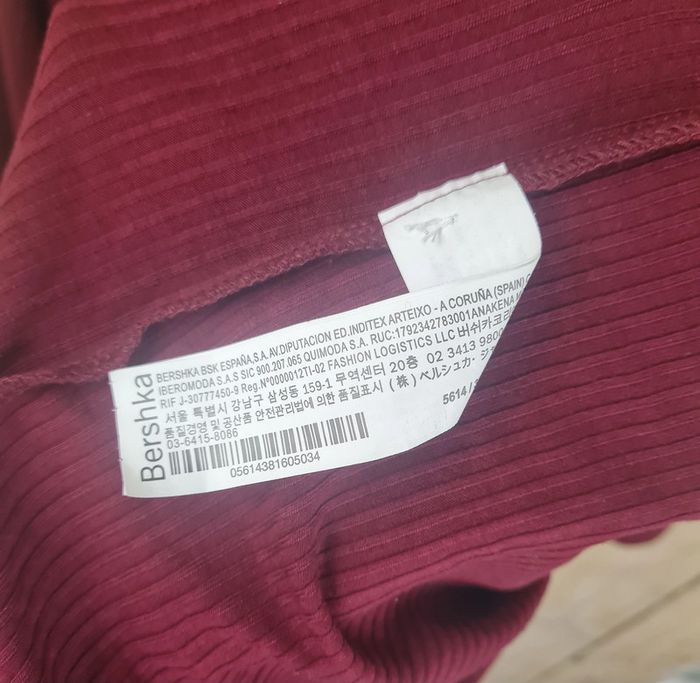 Bershka
BERSHKA BSK ESPAÑA,S.A. AV.DIPUTACION ED.INDITEX ARTEIXO - A CORUÑA (SPAIN)
IBEROMODA S.A.S SIC 900.207.065 QUIMODA S.A. RUC:1792342783001ANAKENA
RIF J-30777450-9 Reg.Nº0000012TI-02 FASHION LOGISTICS LLC 버쉬카코리
서울 특별시 강남구 삼성동 159-1 무역센터 20층 02 3413 980
품질경영 및 공산품 안전관리법에 의한 품질표시 (株) ベルシュカ・ジ
03-6415-8086
5614 /
05614381605034